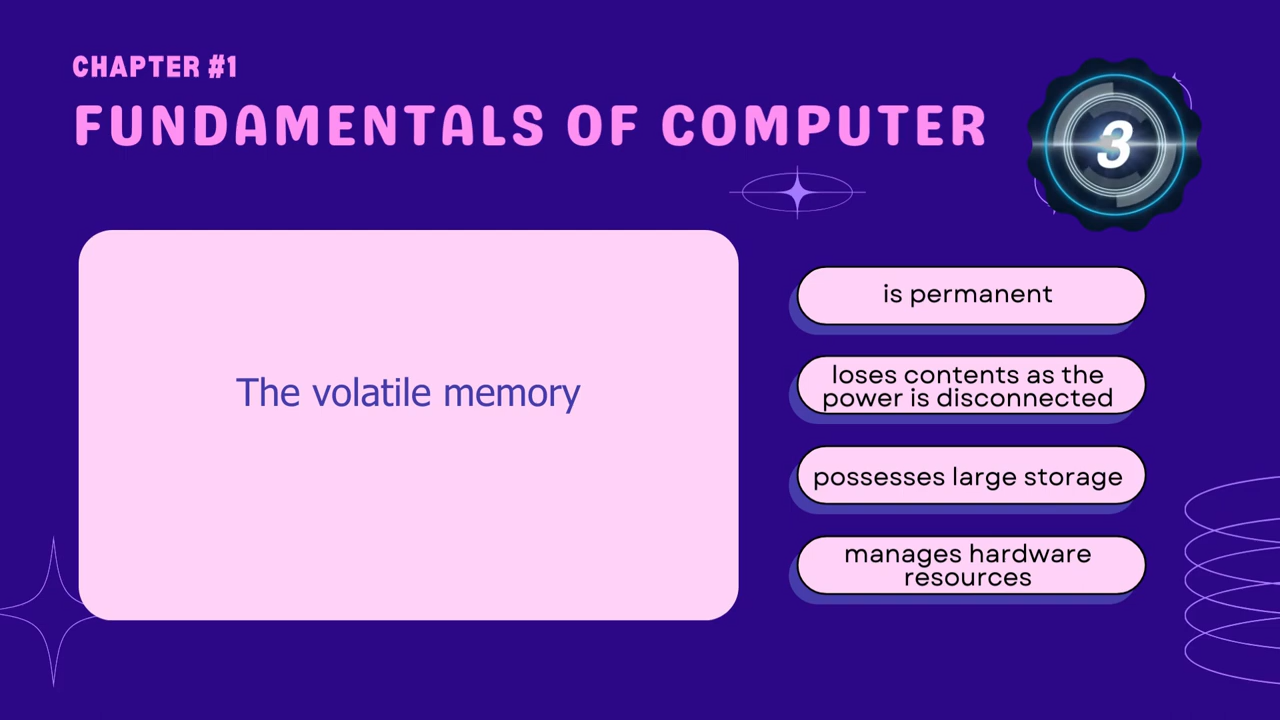 CHAPTER #1
FUNDAMENTALS OF COMPUTER
3
The volatile memory
is permanent
loses contents as the
power is disconnected
possesses large storage
manages hardware
resources